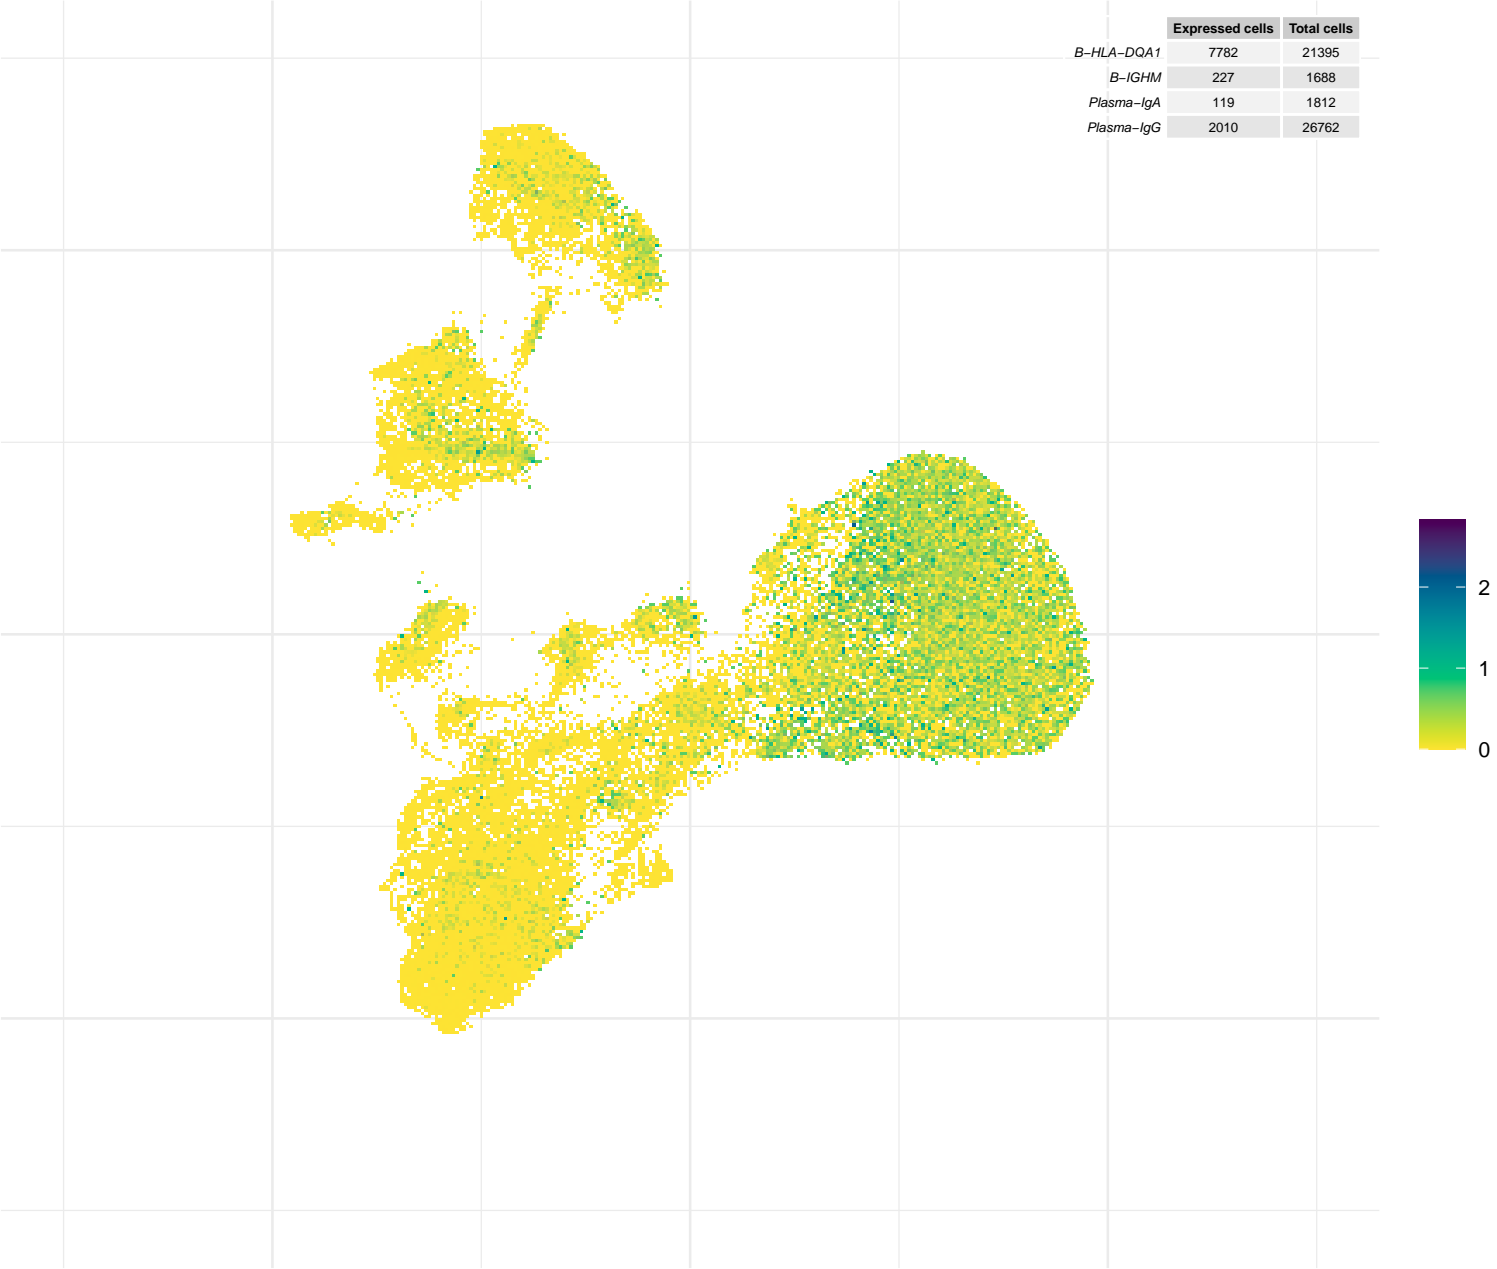 Expressed cells Total cells
B−HLA−DQA1 7782 21395
B−IGHM 227 1688
Plasma−IgA 119 1812
Plasma−IgG 2010 26762
2
1
0